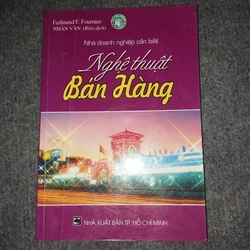 Ferdinand F. Fournies
NHÂN VĂN (Biên dịch)
Nhà doanh nghiệp cần biết
Nghệ thuật
Bán Hàng
NHÀ XUẤT BẢN TP. HỒ CHÍ MINH